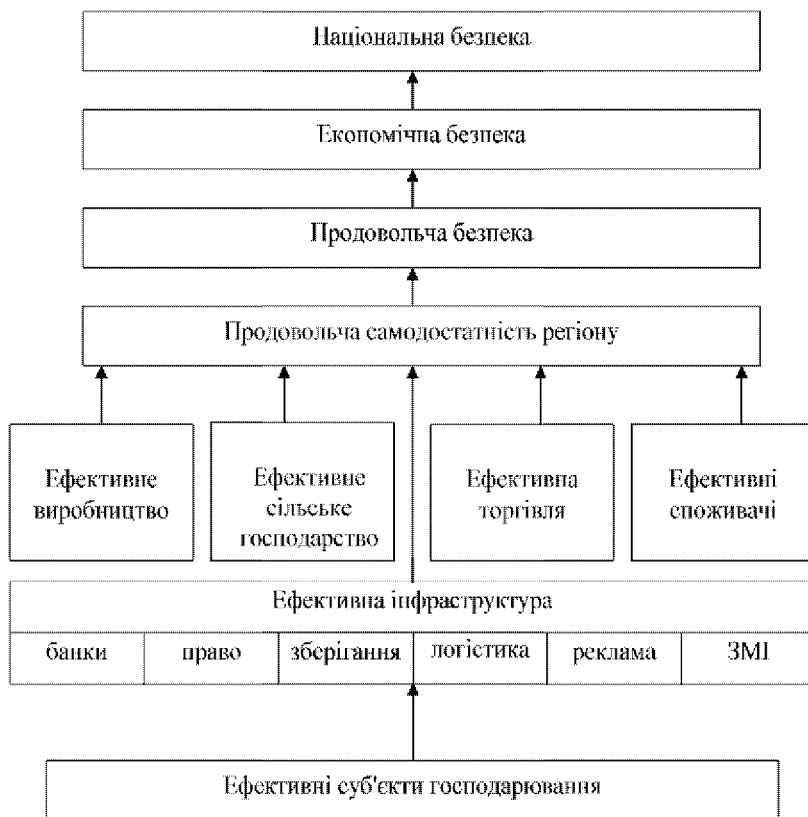 Національна безпека
Економічна безпека
Продовольча безпека
Продовольча самодостатність регіону
Ефективне
виробництво
Ефективне
сільське
господарство
Ефективна
торгівля
Ефективні
споживачі
Ефективна інфраструктура
банки право зберігання логістика реклама ЗМІ
Ефективні суб'єкти господарювання